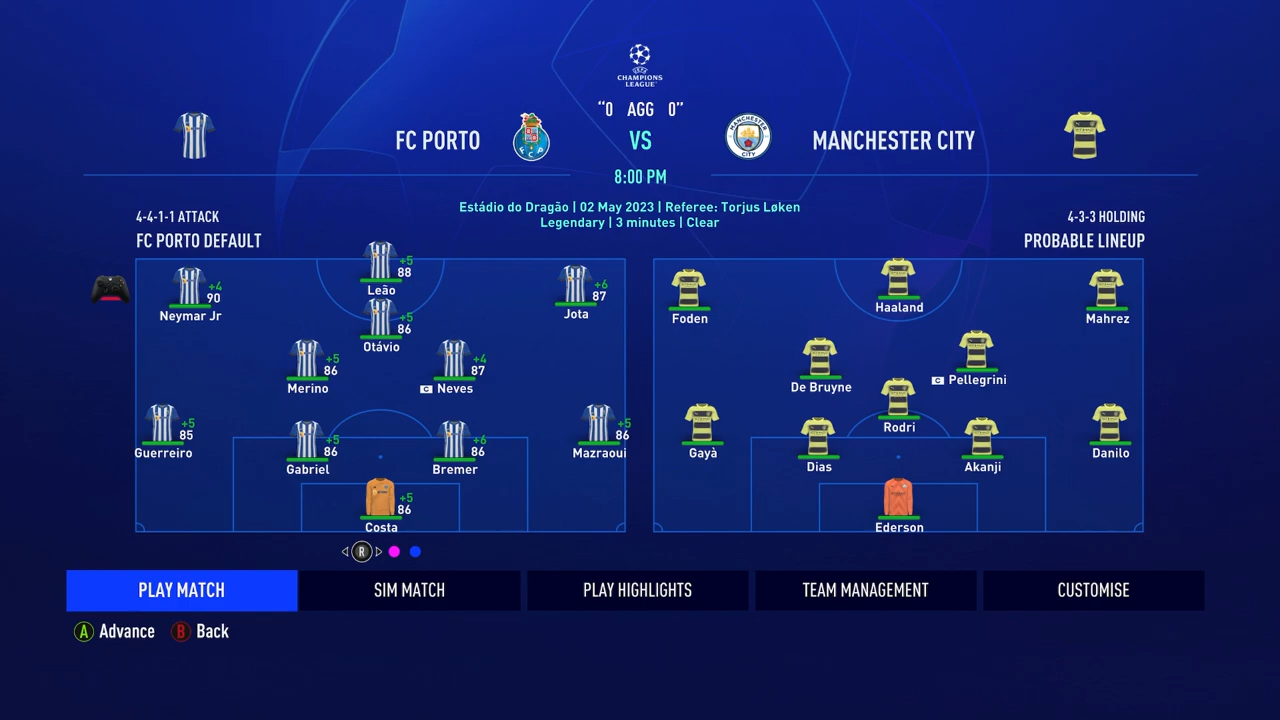 UEFA
CHAMPIONS
LEAGUE
"0 AGG 0"
FC PORTO
FCP
VS
MANCHESTER
CITY
MANCHESTER CITY
8:00 PM
Estádio do Dragão | 02 May 2023 | Referee: Torjus Løken
Legendary | 3 minutes | Clear
4-4-1-1 ATTACK
FC PORTO DEFAULT
4-3-3 HOLDING
PROBABLE LINEUP
+5
88
Leão
+4
90
Neymar Jr
+6
87
Jota
+5
86
Otávio
+5
86
Merino
+4
87
C Neves
+5
85
Guerreiro
+5
86
Gabriel
+6
86
Bremer
+5
86
Mazraoui
+5
86
Costa
Foden
Haaland
Mahrez
De Bruyne
C Pellegrini
Rodri
Gayà
Dias
Akanji
Danilo
Ederson
R
PLAY MATCH
SIM MATCH
PLAY HIGHLIGHTS
TEAM MANAGEMENT
CUSTOMISE
A Advance
B Back